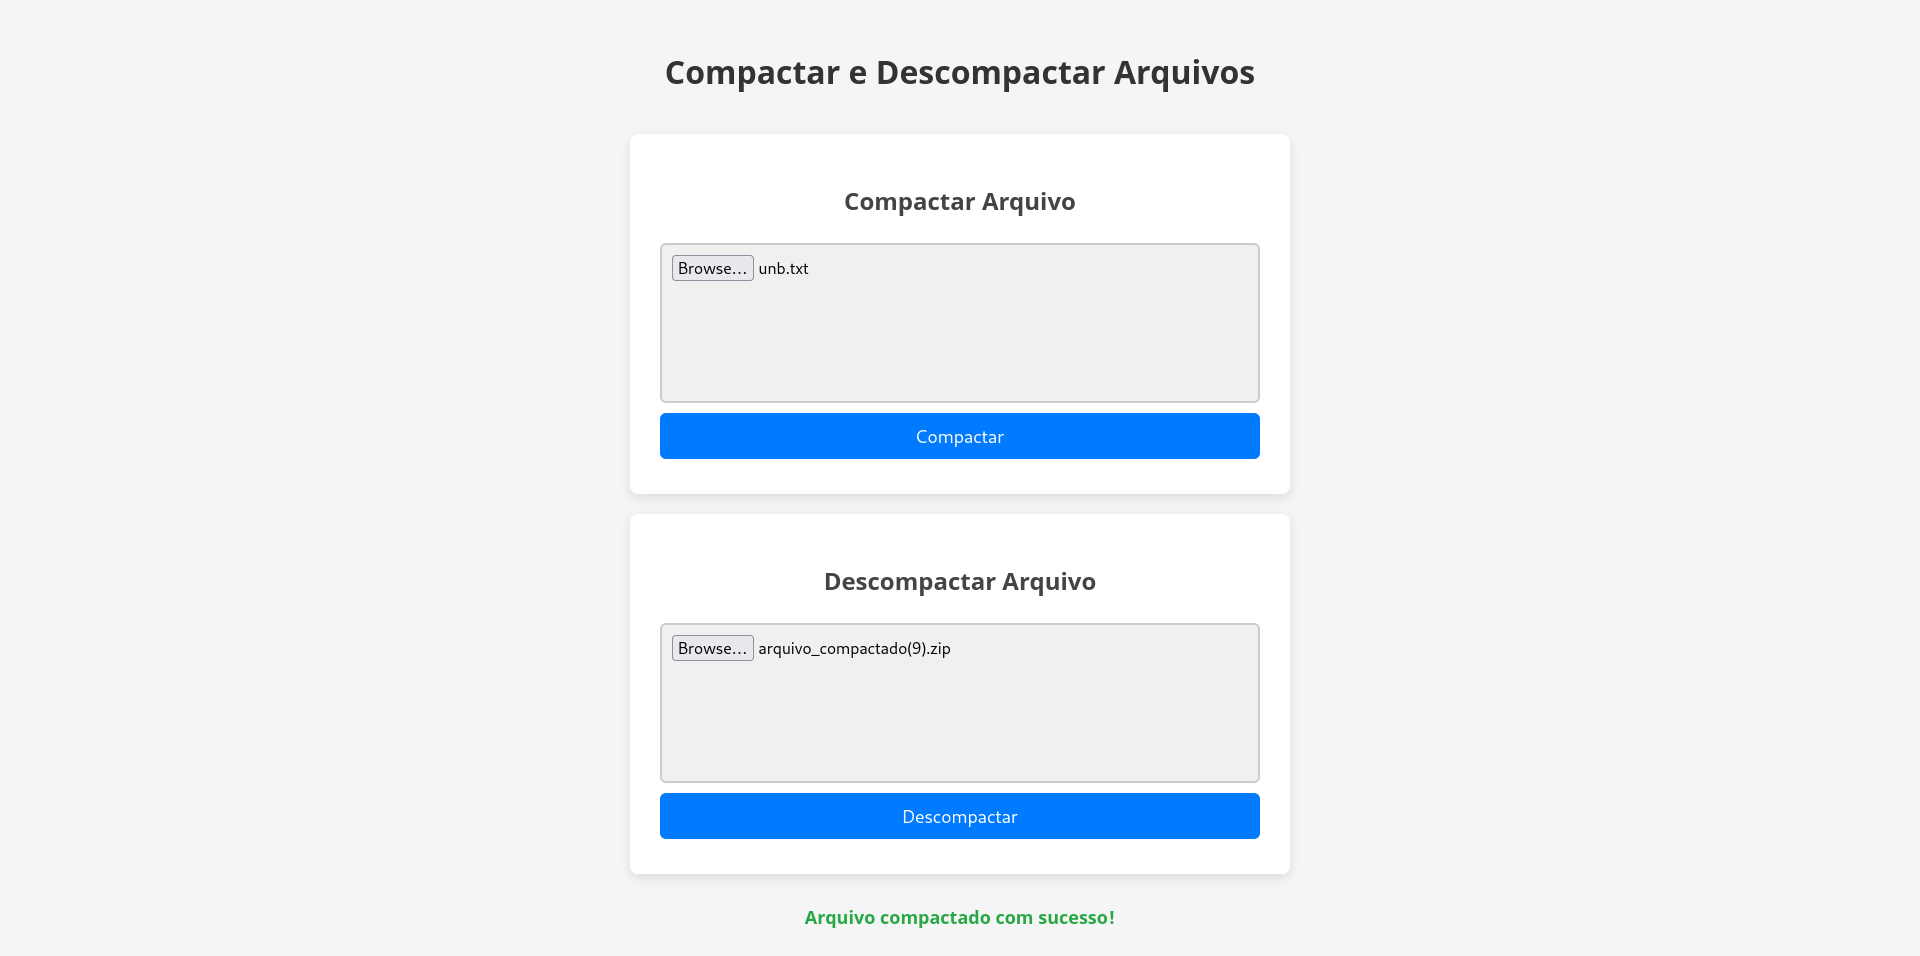 Compactar e Descompactar Arquivos
Compactar Arquivo
Browse... unb.txt
Compactar
Descompactar Arquivo
Browse... arquivo_compactado(9).zip
Descompactar
Arquivo compactado com sucesso!